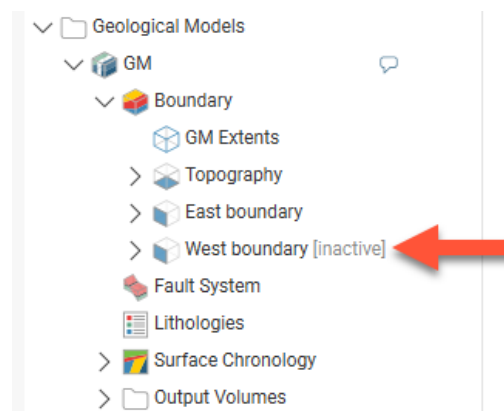 Geological Models
GM
Boundary
GM Extents
Topography
East boundary
West boundary [inactive]
Fault System
Lithologies
Surface Chronology
Output Volumes